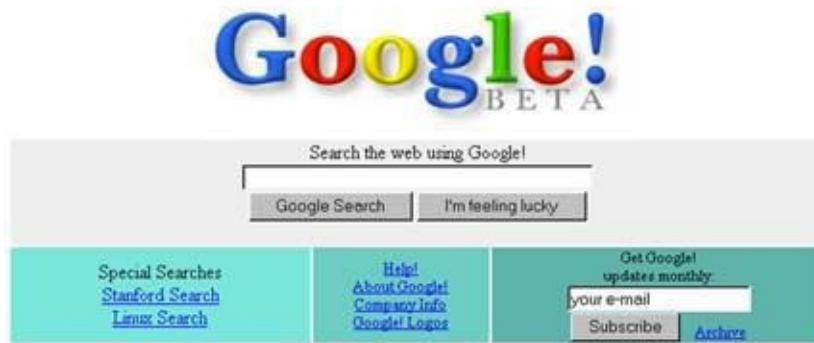 Google!
BETA
Search the web using Google!
Google Search
I'm feeling lucky
Special Searches
Stanford Search
Linux Search
Help!
About Google!
Company Info
Google! Logos
Get Google!
updates monthly:
your e-mail
Subscribe
Archive